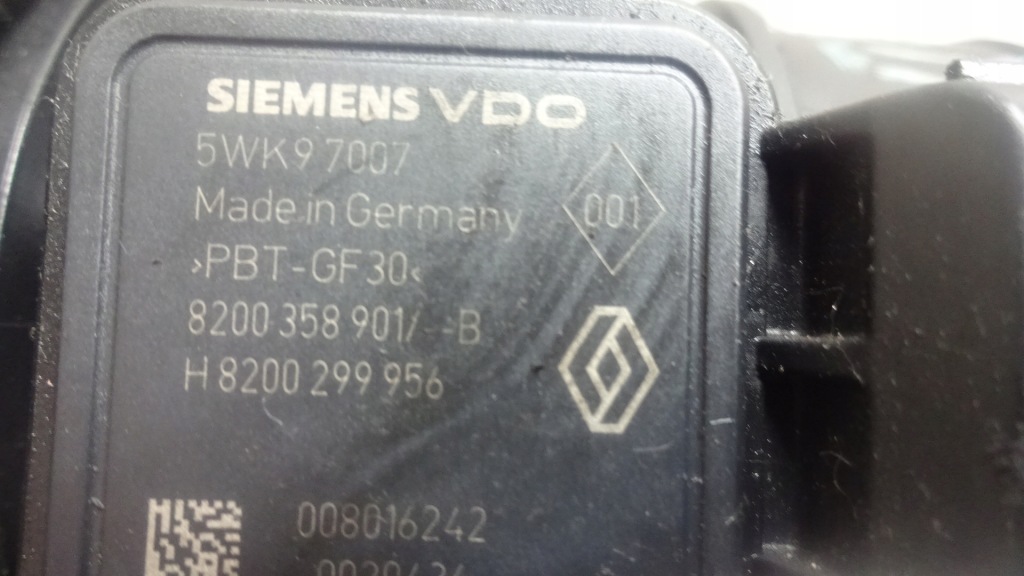 SIEMENS VDO
5WK9 7007
Made in Germany
001
>PBT-GF30<
8200 358 901/ --B
H 8200 299 956
008016242